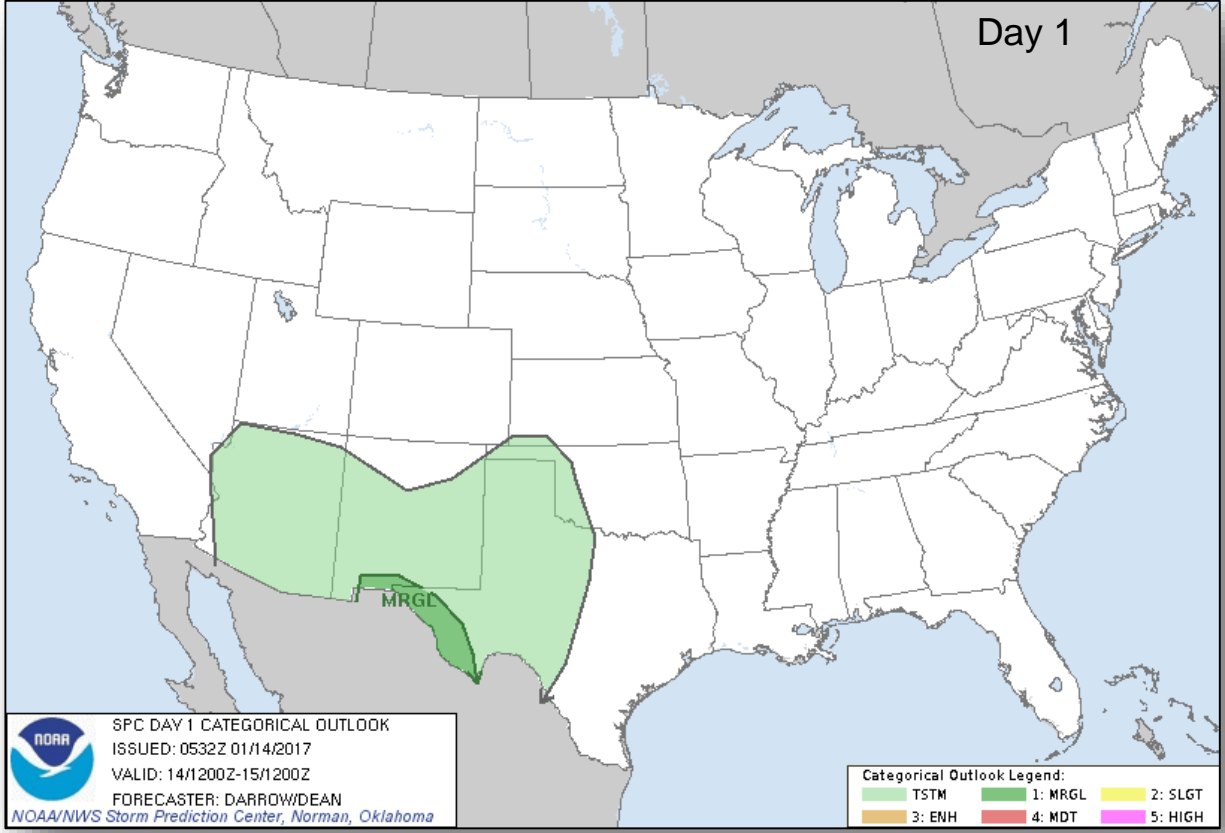 Day 1
MRGL
NOAA
SPC DAY 1 CATEGORICAL OUTLOOK
ISSUED: 0532Z 01/14/2017
VALID: 14/1200Z-15/1200Z
FORECASTER: DARROW/DEAN
NOAA/NWS Storm Prediction Center, Norman, Oklahoma
Categorical Outlook Legend:
TSTM 1: MRGL 2: SLGT
3: ENH 4: MDT 5: HIGH